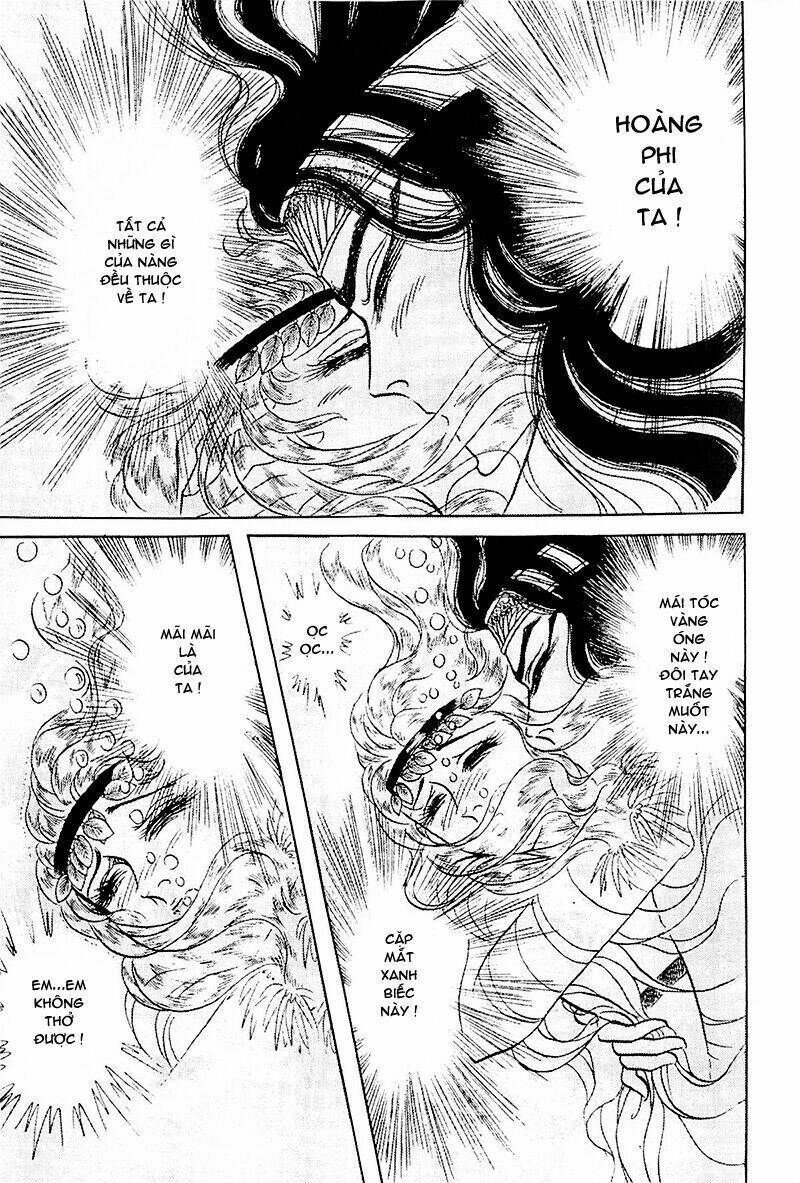 HOÀNG
PHI
CỦA
TA !
TẤT CẢ
NHỮNG GÌ
CỦA NÀNG
ĐỀU THUỘC
VỀ TA !
MÁI TÓC
VÀNG
ÓNG
NÀY !
ĐÔI TAY
TRẮNG
MUỐT
NÀY...
ỌC
ỌC...
CẶP
MẮT
XANH
BIẾC
NÀY !
MÃI MÃI
LÀ
CỦA
TA !
EM...EM
KHÔNG
THỞ
ĐƯỢC !